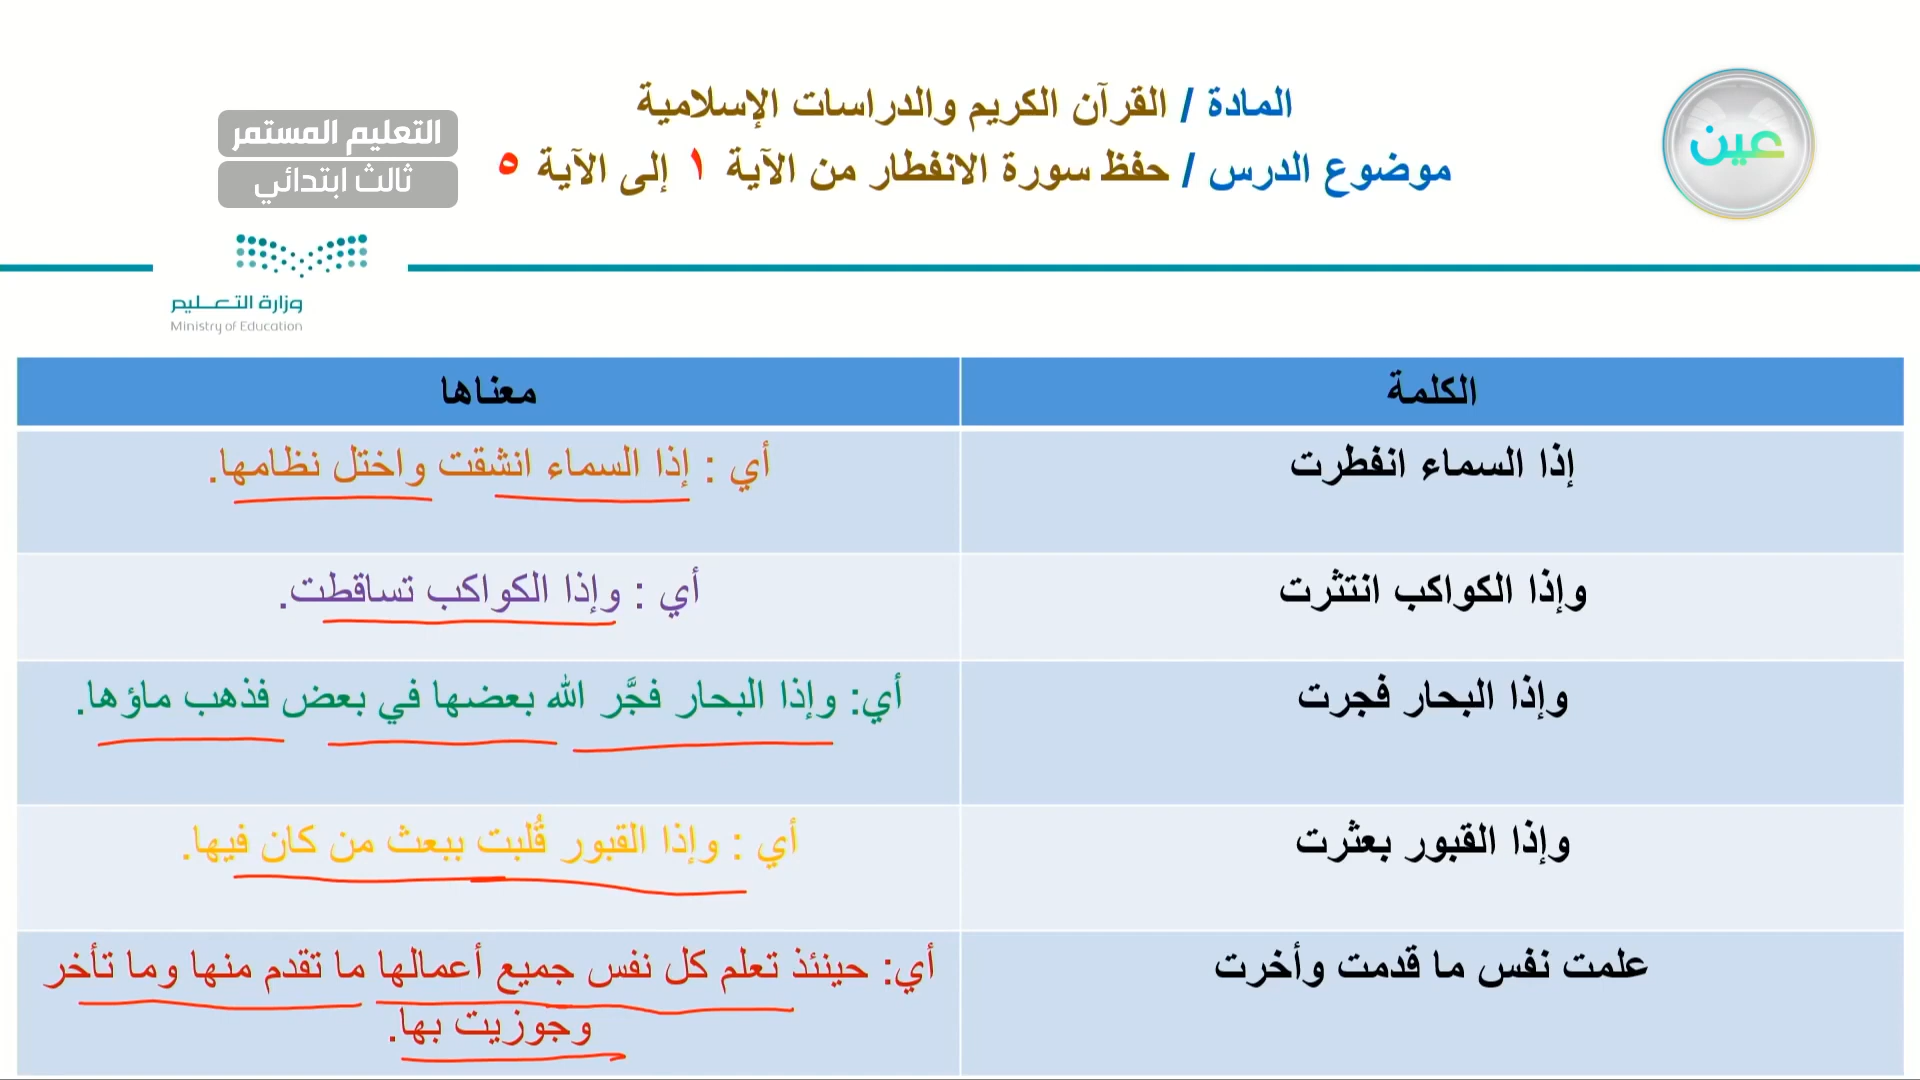 المادة / القرآن الكريم والدراسات الإسلامية
موضوع الدرس / حفظ سورة الانفطار من الآية ١ إلى الآية ٥
عين
التعليم المستمر
ثالث ابتدائي
وزارة التعليم
Ministry of Education
الكلمة معناها
إذا السماء انفطرت أي : إذا السماء انشقت واختل نظامها.
وإذا الكواكب انتثرت أي : وإذا الكواكب تساقطت.
وإذا البحار فجرت أي: وإذا البحار فجَّر الله بعضها في بعض فذهب ماؤها.
وإذا القبور بعثرت أي : وإذا القبور قُلبت ببعث من كان فيها.
علمت نفس ما قدمت وأخرت أي: حينئذ تعلم كل نفس جميع أعمالها ما تقدم منها وما تأخر
وجوزيت بها.